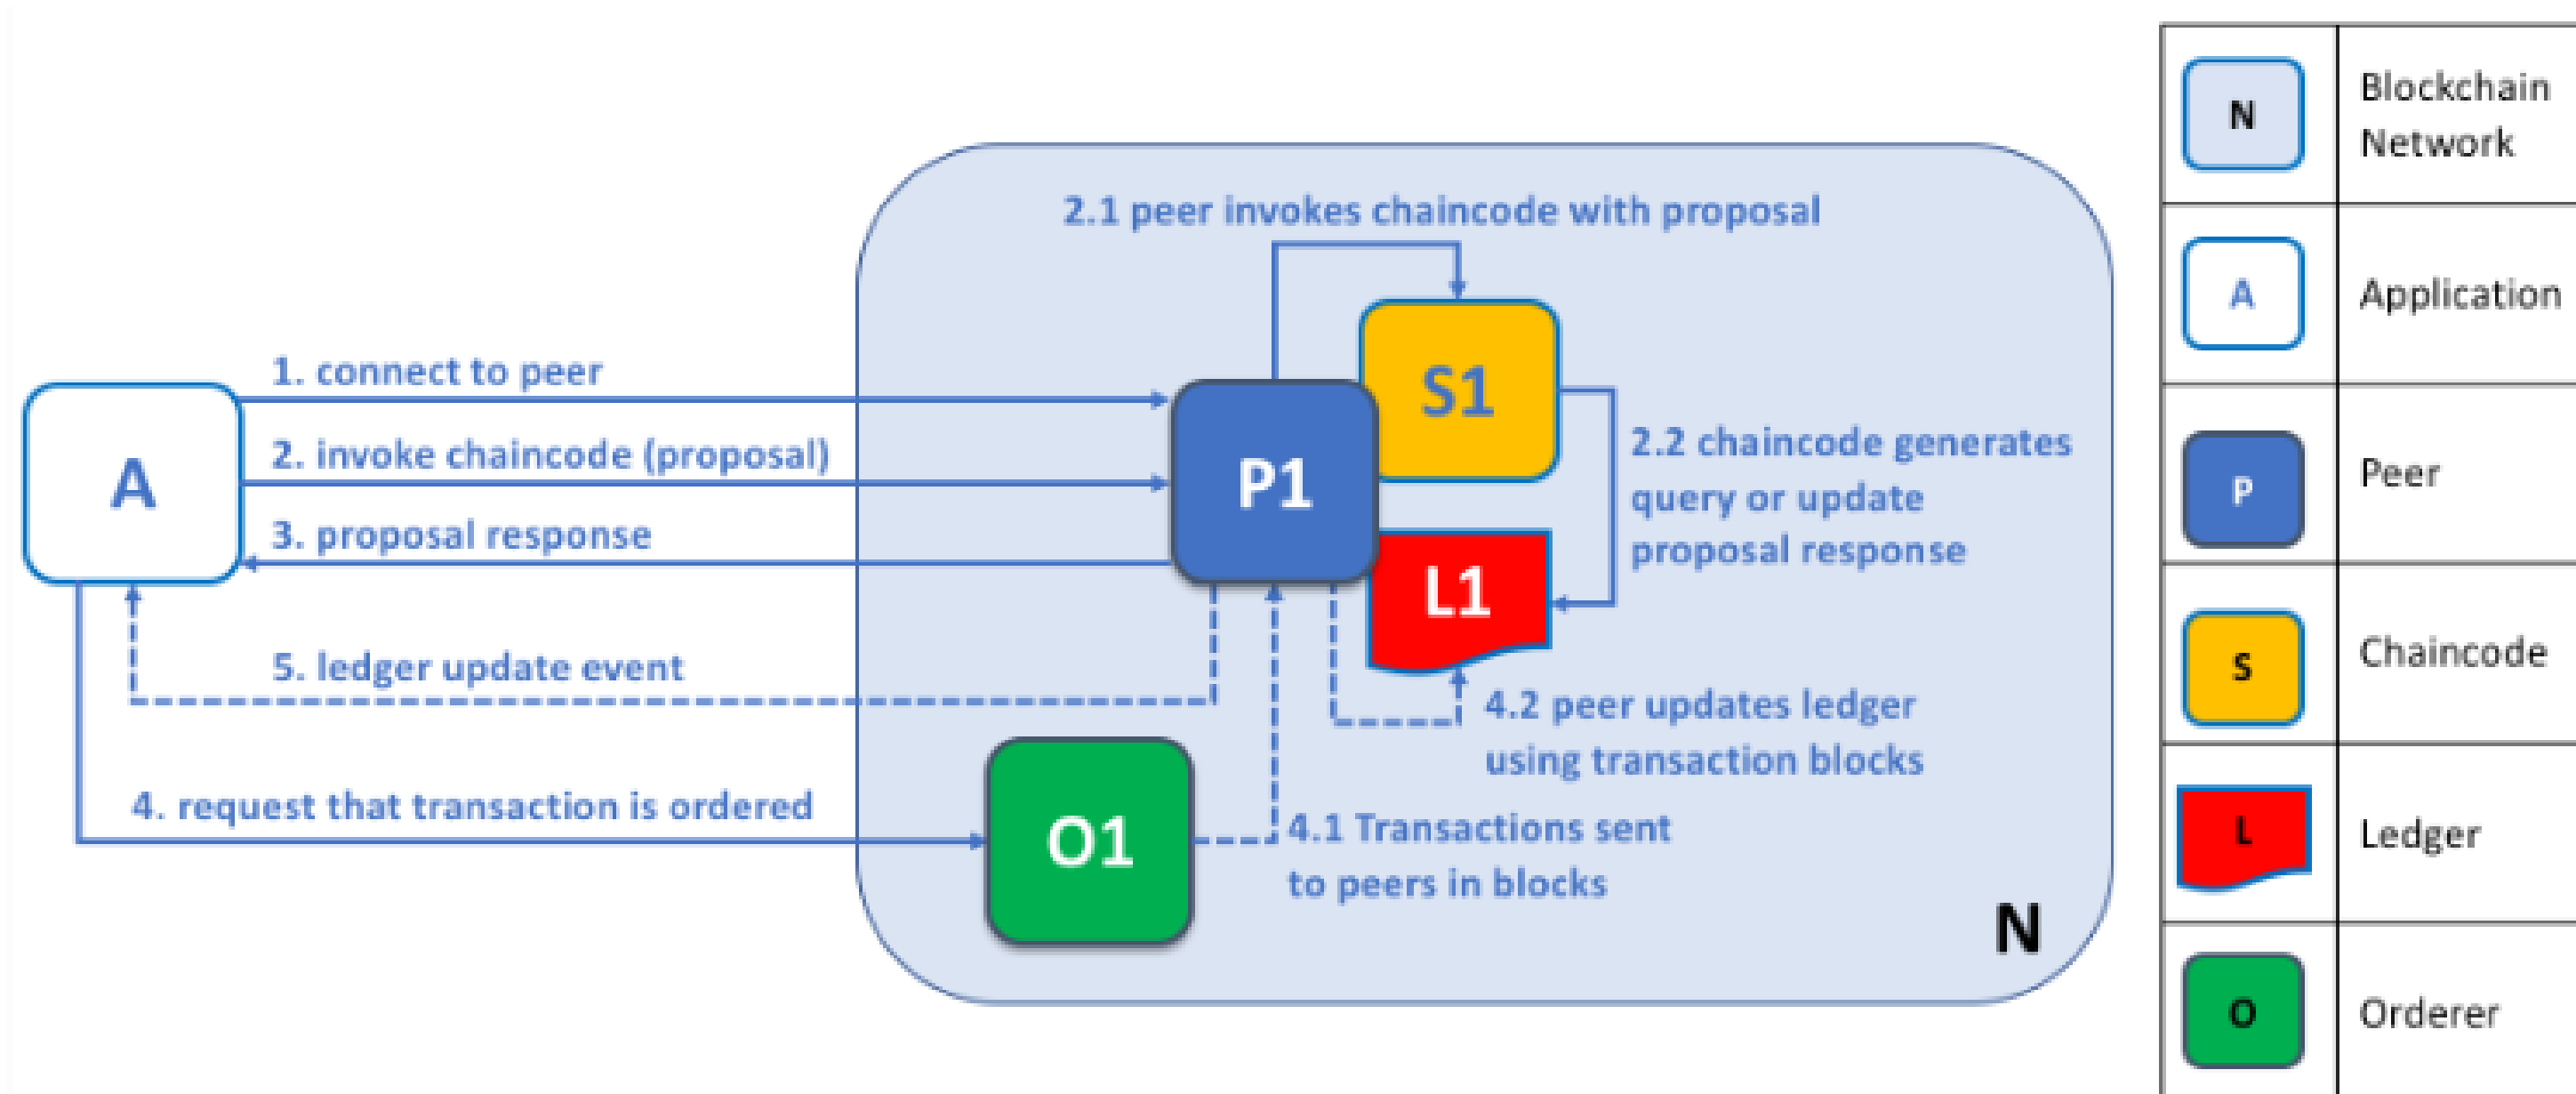 2.1 peer invokes chaincode with proposal
1. connect to peer
2. invoke chaincode (proposal)
3. proposal response
A
P1
S1
2.2 chaincode generates
query or update
proposal response
L1
5. ledger update event
4.2 peer updates ledger
using transaction blocks
4. request that transaction is ordered
O1
4.1 Transactions sent
to peers in blocks
N
N
Blockchain
Network
A
Application
P
Peer
S
Chaincode
L
Ledger
O
Orderer